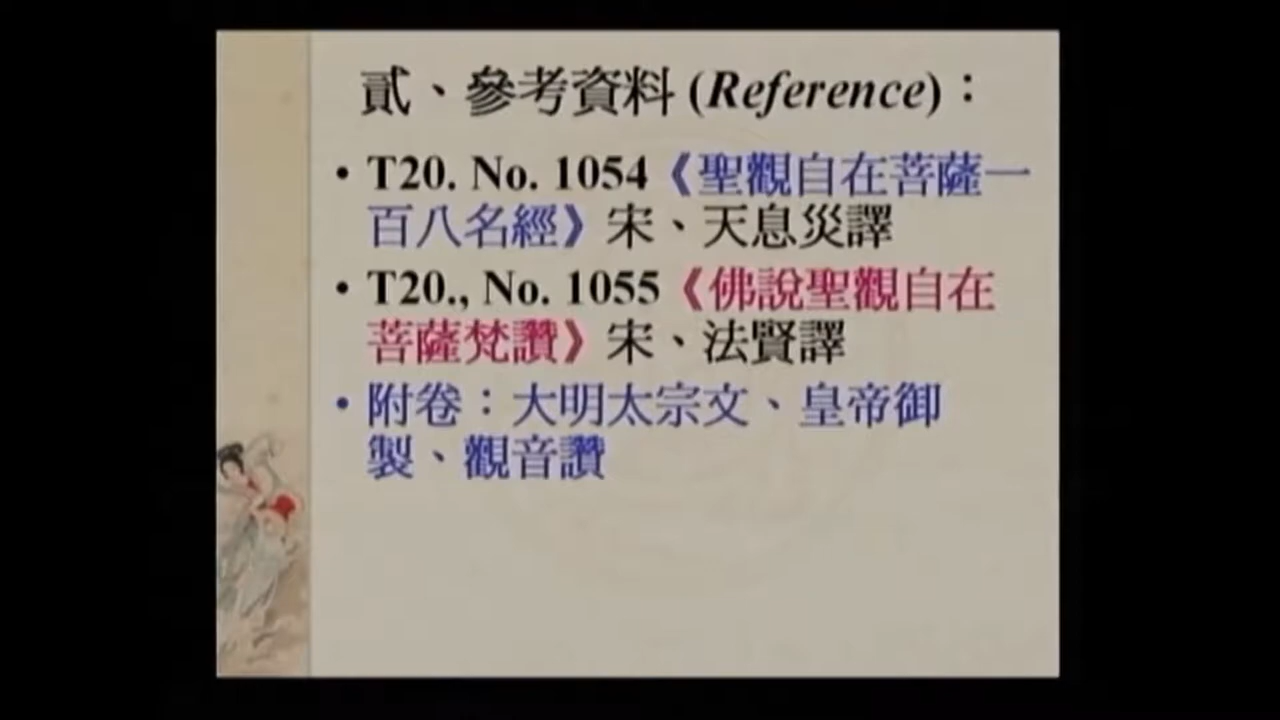 貳、參考資料 (Reference)：
• T20. No. 1054《聖觀自在菩薩一
百八名經》宋、天息災譯
• T20., No. 1055《佛說聖觀自在
菩薩梵讚》宋、法賢譯
• 附卷：大明太宗文、皇帝御
製、觀音讚